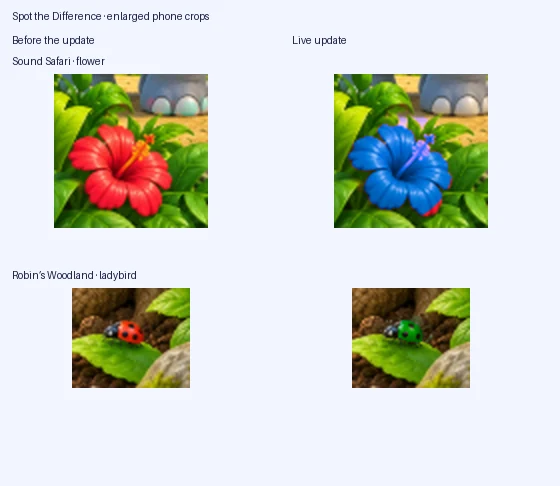 Spot the Difference · enlarged phone crops
Before the update
Live update
Sound Safari · flower
Robin's Woodland · ladybird